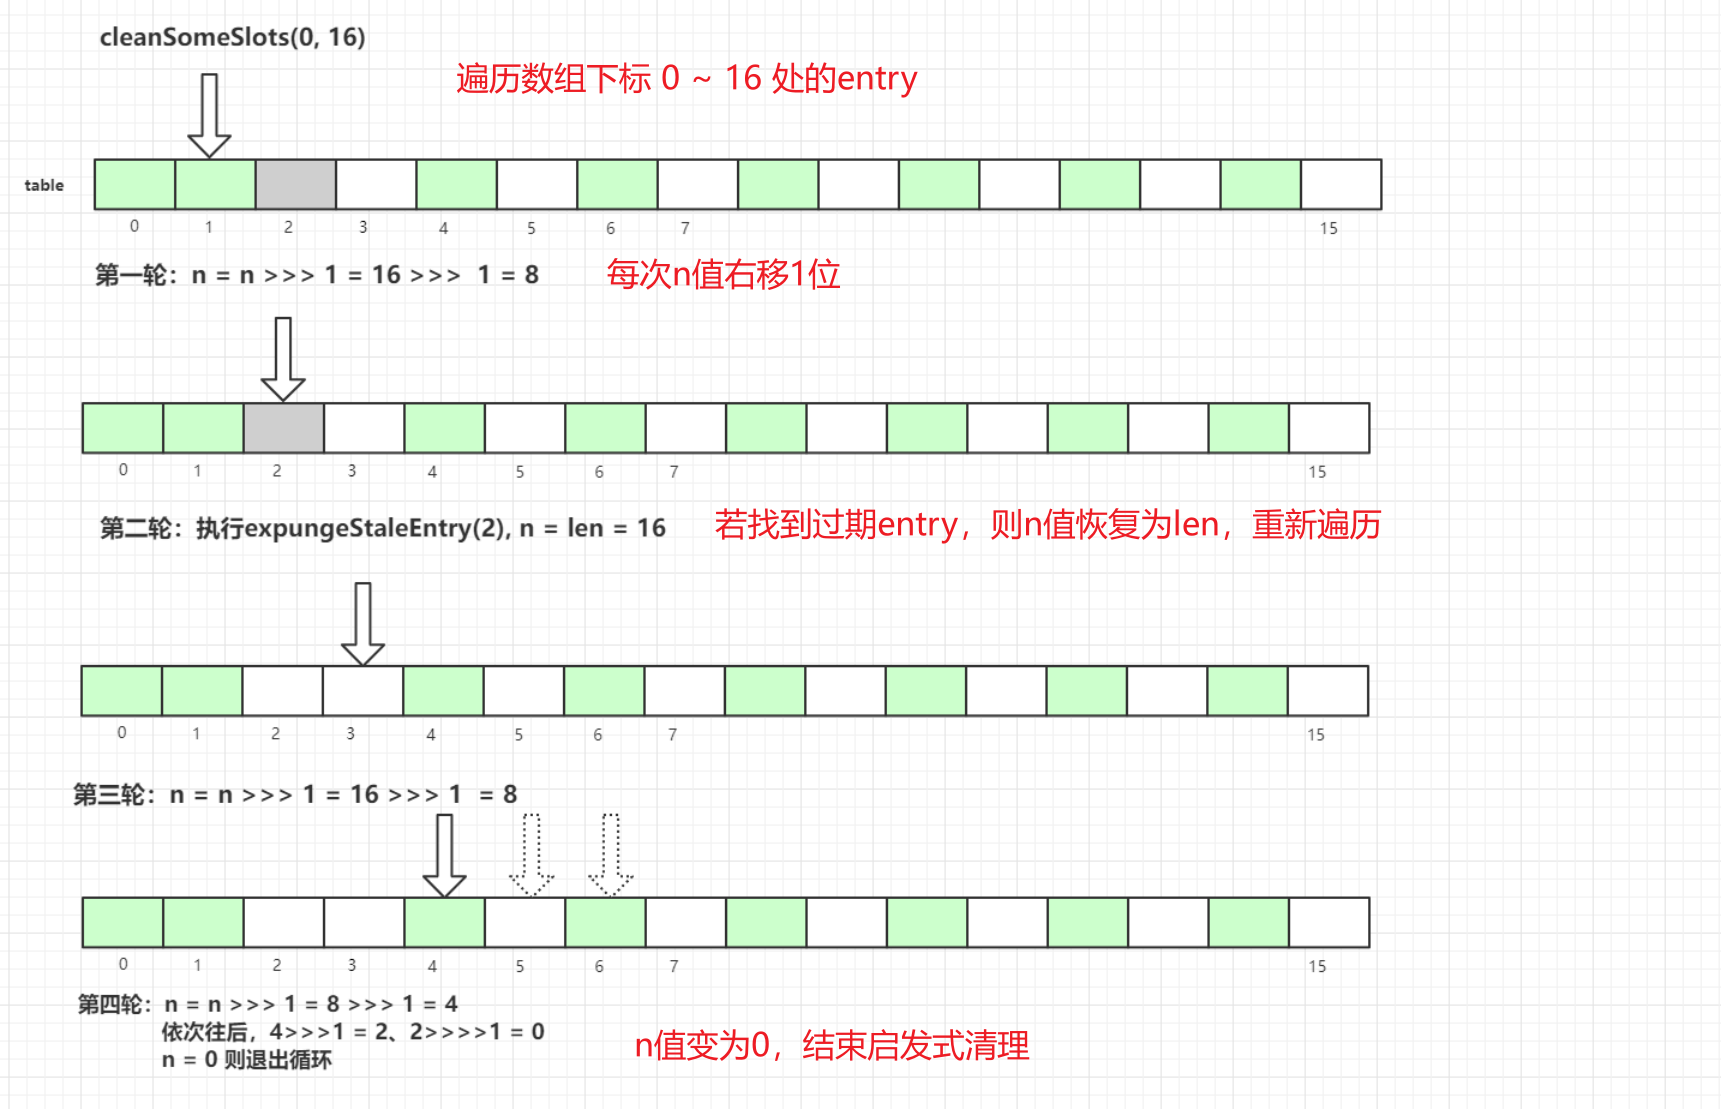 cleanSomeSlots(0, 16)
遍历数组下标 0 ~ 16 处的entry
table
0 1 2 3 4 5 6 7 15
第一轮：n = n >>> 1 = 16 >>> 1 = 8
每次n值右移1位
0 1 2 3 4 5 6 7 15
第二轮：执行expungeStaleEntry(2), n = len = 16
若找到过期entry，则n值恢复为len，重新遍历
0 1 2 3 4 5 6 7 15
第三轮：n = n >>> 1 = 16 >>> 1 = 8
0 1 2 3 4 5 6 7 15
第四轮：n = n >>> 1 = 8 >>> 1 = 4
依次往后，4>>>1 = 2、2>>>>1 = 0
n = 0 则退出循环
n值变为0，结束启发式清理